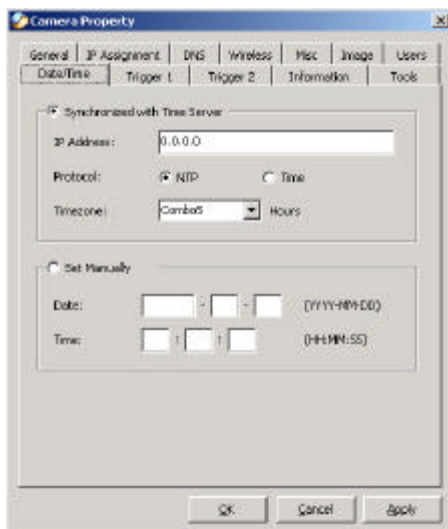 Camera Property
General IP Assignment DNS Wireless Misc Image Users
Date/Time Trigger 1 Trigger 2 Information Tools
Synchronized with Time Server
IP Address: 0.0.0.0
Protocol: NTP Time
Timezone: Combo5 Hours
Set Manually
Date: - - (YYYY-MM-DD)
Time: : : (HH:MM:SS)
OK Cancel Apply